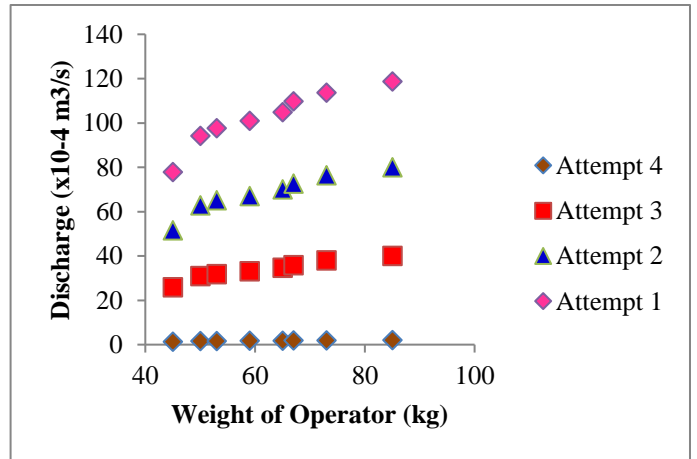 140
120
100
80
60
40
20
0
40
60
80
100
Discharge (x10-4 m3/s)
Weight of Operator (kg)
Attempt 4
Attempt 3
Attempt 2
Attempt 1